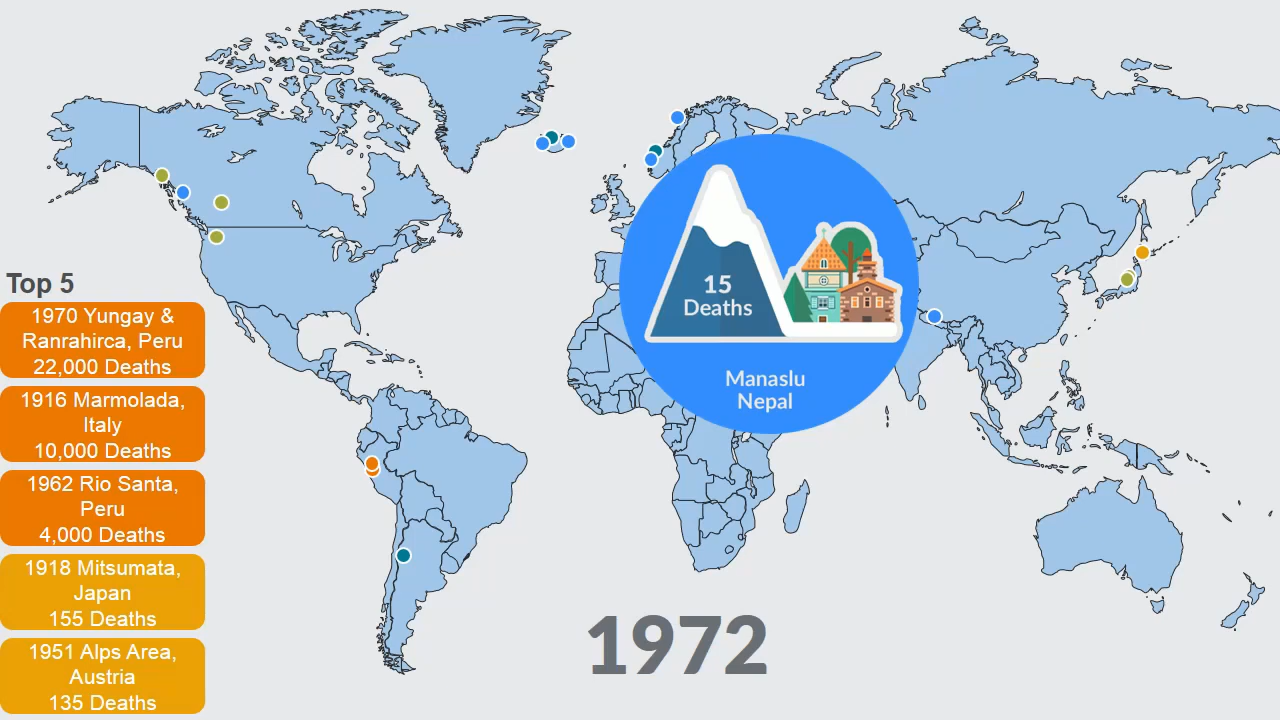 Top 5
1970 Yungay &
Ranrahirca, Peru
22,000 Deaths
1916 Marmolada,
Italy
10,000 Deaths
1962 Rio Santa,
Peru
4,000 Deaths
1918 Mitsumata,
Japan
155 Deaths
1951 Alps Area,
Austria
135 Deaths
15
Deaths
Manaslu
Nepal
1972